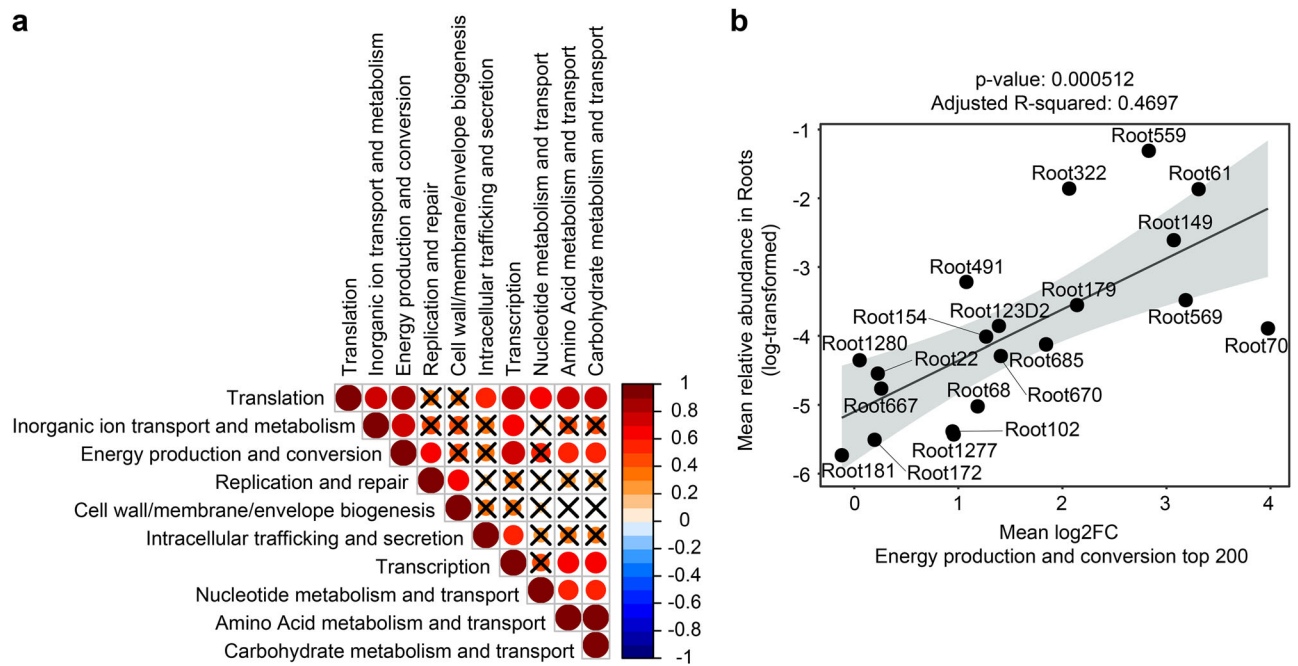 a
Translation
Inorganic ion transport and metabolism
Energy production and conversion
Replication and repair
Cell wall/membrane/envelope biogenesis
Intracellular trafficking and secretion
Transcription
Nucleotide metabolism and transport
Amino Acid metabolism and transport
Carbohydrate metabolism and transport
Translation
Inorganic ion transport and metabolism
Energy production and conversion
Replication and repair
Cell wall/membrane/envelope biogenesis
Intracellular trafficking and secretion
Transcription
Nucleotide metabolism and transport
Amino Acid metabolism and transport
Carbohydrate metabolism and transport
1
0.8
0.6
0.4
0.2
0
-0.2
-0.4
-0.6
-0.8
-1
b
p-value: 0.000512
Adjusted R-squared: 0.4697
Mean relative abundance in Roots
(log-transformed)
-1
-2
-3
-4
-5
-6
Root559
Root322
Root61
Root149
Root491
Root179
Root154
Root123D2
Root569
Root1280
Root22
Root685
Root70
Root667
Root68
Root670
Root102
Root1277
Root181
Root172
0
1
2
3
4
Mean log2FC
Energy production and conversion top 200